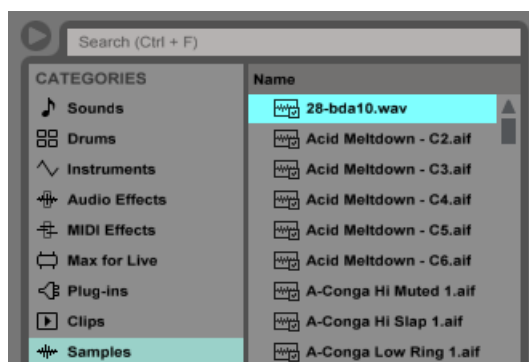 Search (Ctrl + F)
CATEGORIES
Sounds
Drums
Instruments
Audio Effects
MIDI Effects
Max for Live
Plug-ins
Clips
Samples
Name
28-bda10.wav
Acid Meltdown - C2.aif
Acid Meltdown - C3.aif
Acid Meltdown - C4.aif
Acid Meltdown - C5.aif
Acid Meltdown - C6.aif
A-Conga Hi Muted 1.aif
A-Conga Hi Slap 1.aif
A-Conga Low Ring 1.aif